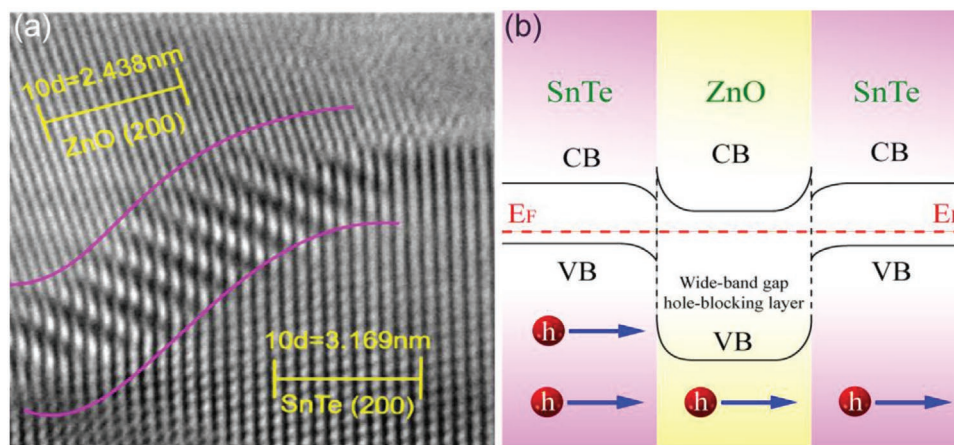 (a)
10d=2.438nm
ZnO (200)
10d=3.169nm
SnTe (200)
(b)
SnTe ZnO SnTe
CB CB CB
EF
VB VB
Wide-band gap
hole-blocking layer
VB
h
h h h